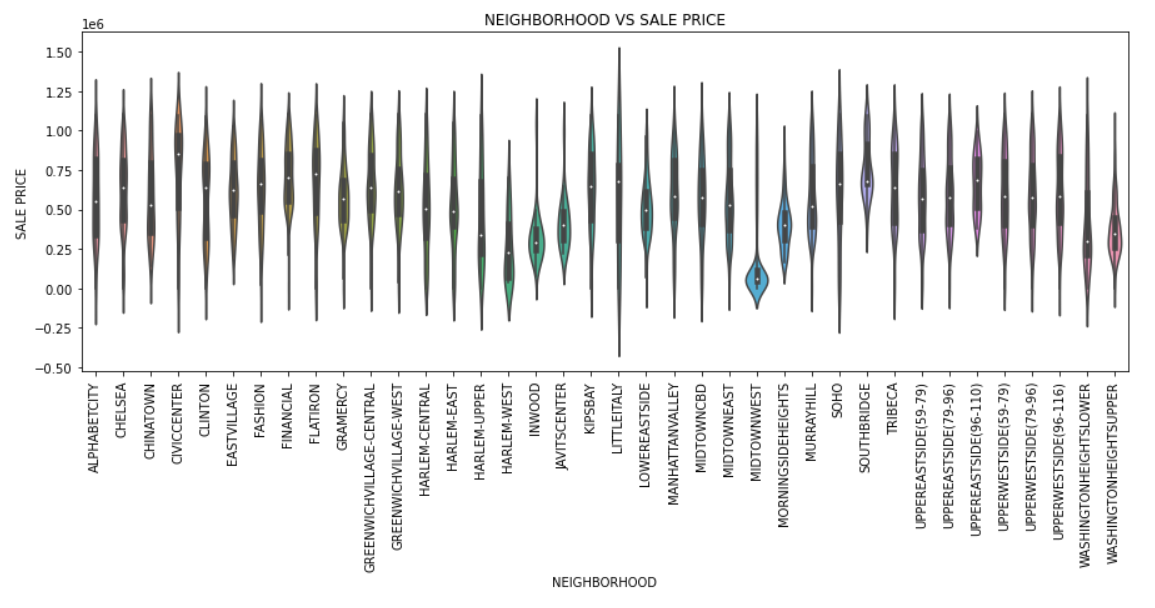 NEIGHBORHOOD VS SALE PRICE
1e6
1.50
1.25
1.00
0.75
0.50
0.25
0.00
−0.25
−0.50
SALE PRICE
ALPHABETCITY
CHELSEA
CHINATOWN
CIVICCENTER
CLINTON
EASTVILLAGE
FASHION
FINANCIAL
FLATIRON
GRAMERCY
GREENWICHVILLAGE-CENTRAL
GREENWICHVILLAGE-WEST
HARLEM-CENTRAL
HARLEM-EAST
HARLEM-UPPER
HARLEM-WEST
INWOOD
JAVITSCENTER
KIPSBAY
LITTLEITALY
LOWEREASTSIDE
MANHATTANVALLEY
MIDTOWNCBD
MIDTOWNEAST
MIDTOWNWEST
MORNINGSIDEHEIGHTS
MURRAYHILL
SOHO
SOUTHBRIDGE
TRIBECA
UPPEREASTSIDE(59-79)
UPPEREASTSIDE(79-96)
UPPEREASTSIDE(96-110)
UPPERWESTSIDE(59-79)
UPPERWESTSIDE(79-96)
UPPERWESTSIDE(96-116)
WASHINGTONHEIGHTSLOWER
WASHINGTONHEIGHTSUPPER
NEIGHBORHOOD